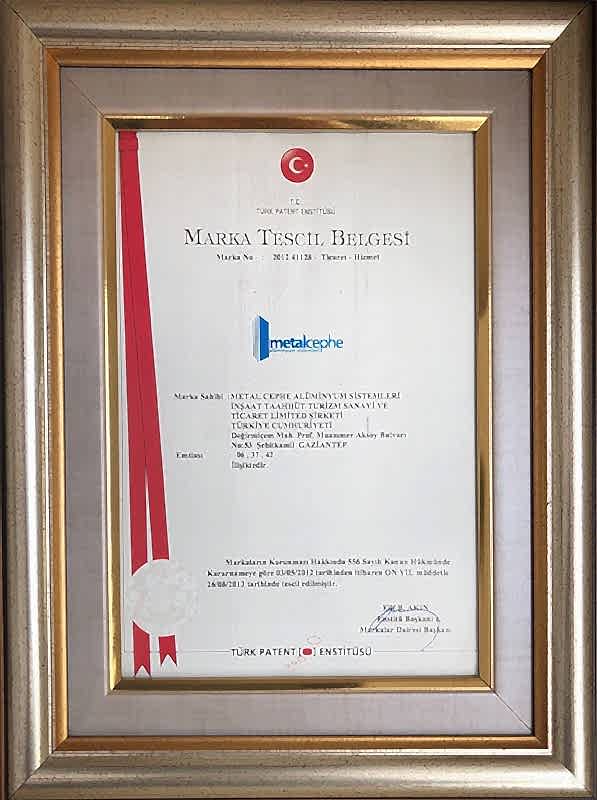 T.C.
TÜRK PATENT ENSTİTÜSÜ
MARKA TESCİL BELGESİ
Marka No : 2012 41128 - Ticaret - Hizmet
metalcephe
alüminyum sistemleri
Marka Sahibi : METAL CEPHE ALÜMİNYUM SİSTEMLERİ
İNŞAAT TAAHHÜT TURİZM SANAYİ VE
TİCARET LİMİTED ŞİRKETİ
TÜRKİYE CUMHURİYETİ
Değirmiçem Mah. Prof. Muammer Aksoy Bulvarı
No:53 Şehitkamil GAZİANTEP
Emtiası : 06 , 37 , 42
İlişiktedir.
Markaların Korunması Hakkında 556 Sayılı Kanun Hükmünde
Kararnameye göre 03/05/2012 tarihinden itibaren ON YIL müddetle
26/08/2013 tarihinde tescil edilmiştir.
Enstitü Başkanı a.
Markalar Dairesi Başkanı
TÜRK PATENT ENSTİTÜSÜ